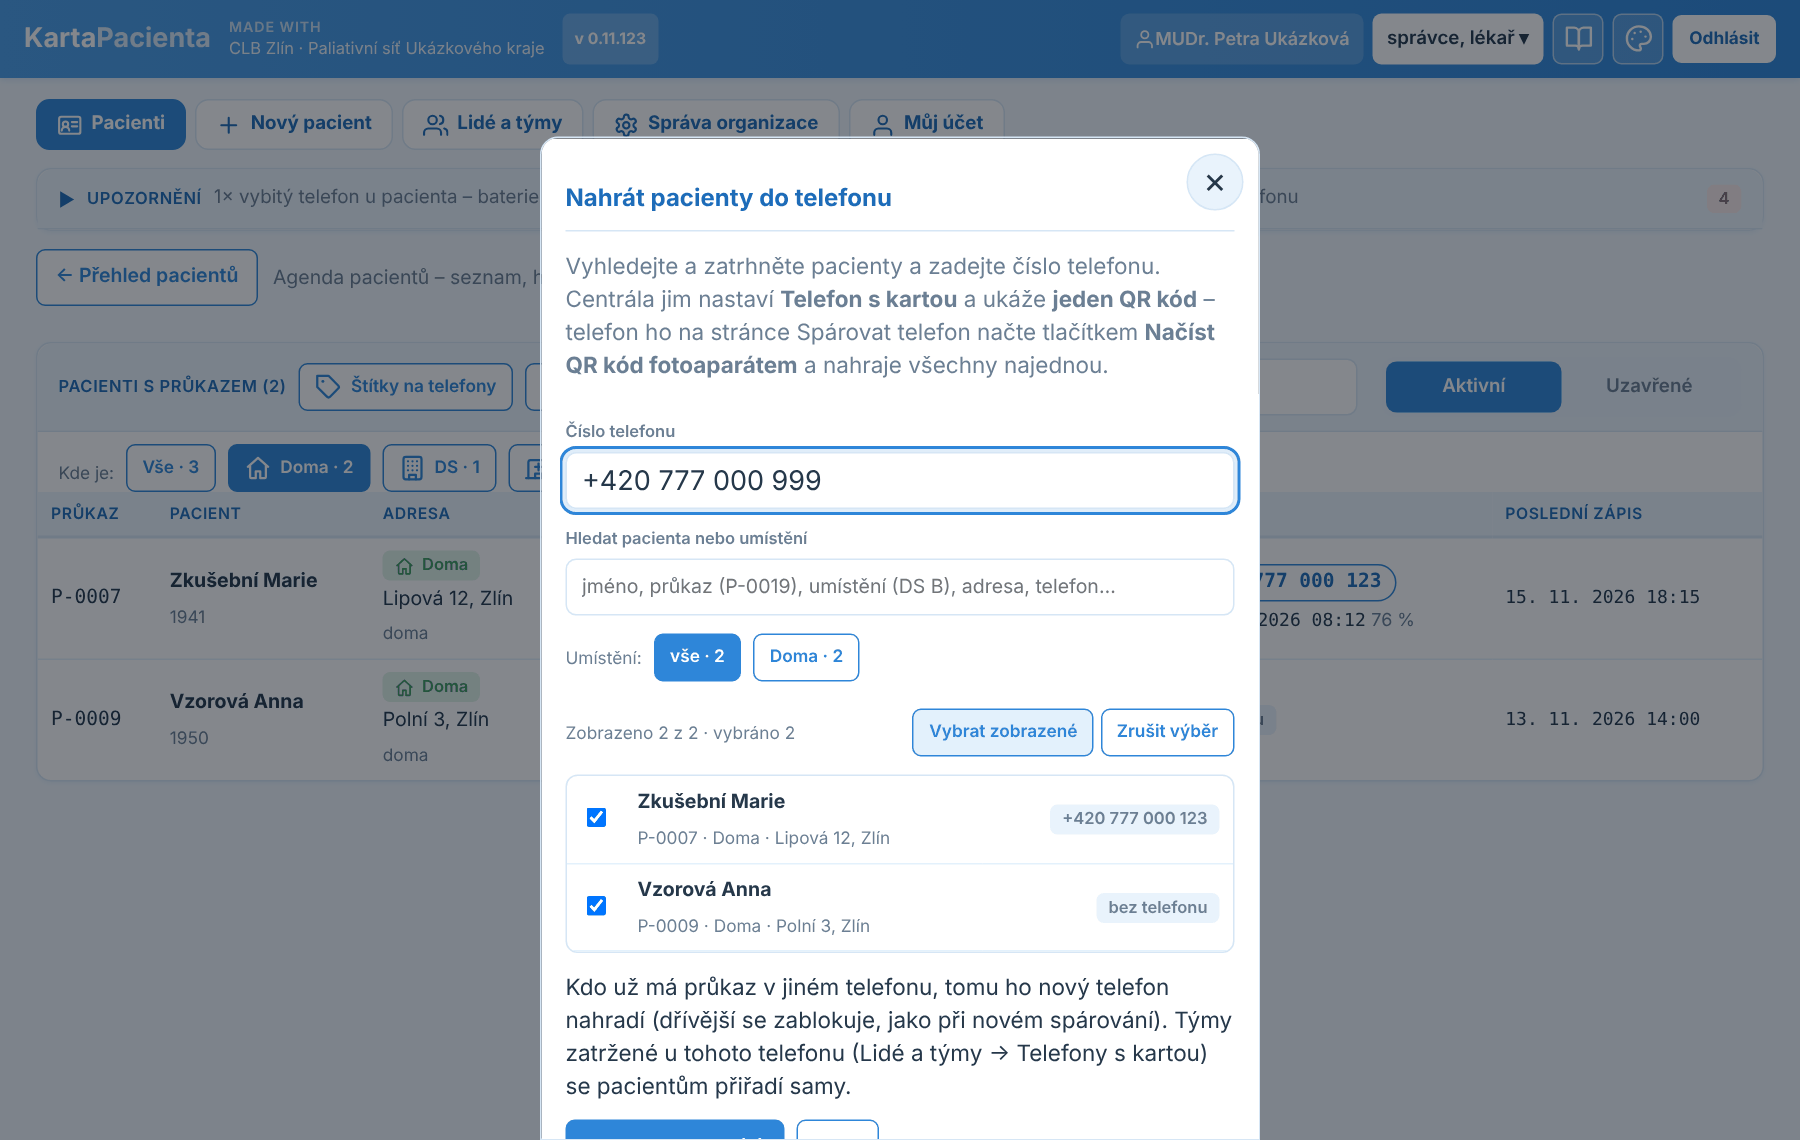 KartaPacienta
MADE WITH
CLB Zlín · Paliativní síť Ukázkového kraje
v 0.11.123
MUDr. Petra Ukázková
správce, lékař ▾
Odhlásit
Pacienti
Nový pacient
Lidé a týmy
Správa organizace
Můj účet
UPOZORNĚNÍ 1× vybitý telefon u pacienta – baterie
4
← Přehled pacientů
Agenda pacientů – seznam,
PACIENTI S PRŮKAZEM (2)
Štítky na telefony
Aktivní
Uzavřené
Kde je:
Vše · 3
Doma · 2
DS · 1
PRŮKAZ PACIENT ADRESA POSLEDNÍ ZÁPIS
P-0007
Zkušební Marie
1941
Doma
Lipová 12, Zlín
doma
777 000 123
2026 08:12 76 %
15. 11. 2026 18:15
P-0009
Vzorová Anna
1950
Doma
Polní 3, Zlín
doma
13. 11. 2026 14:00
Nahrát pacienty do telefonu
Vyhledejte a zatrhněte pacienty a zadejte číslo telefonu.
Centrála jim nastaví Telefon s kartou a ukáže jeden QR kód –
telefon ho na stránce Spárovat telefon načte tlačítkem Načíst
QR kód fotoaparátem a nahraje všechny najednou.
Číslo telefonu
+420 777 000 999
Hledat pacienta nebo umístění
jméno, průkaz (P-0019), umístění (DS B), adresa, telefon…
Umístění:
vše · 2
Doma · 2
Zobrazeno 2 z 2 · vybráno 2
Vybrat zobrazené
Zrušit výběr
Zkušební Marie
P-0007 · Doma · Lipová 12, Zlín
+420 777 000 123
Vzorová Anna
P-0009 · Doma · Polní 3, Zlín
bez telefonu
Kdo už má průkaz v jiném telefonu, tomu ho nový telefon
nahradí (dřívější se zablokuje, jako při novém spárování). Týmy
zatržené u tohoto telefonu (Lidé a týmy → Telefony s kartou)
se pacientům přiřadí samy.